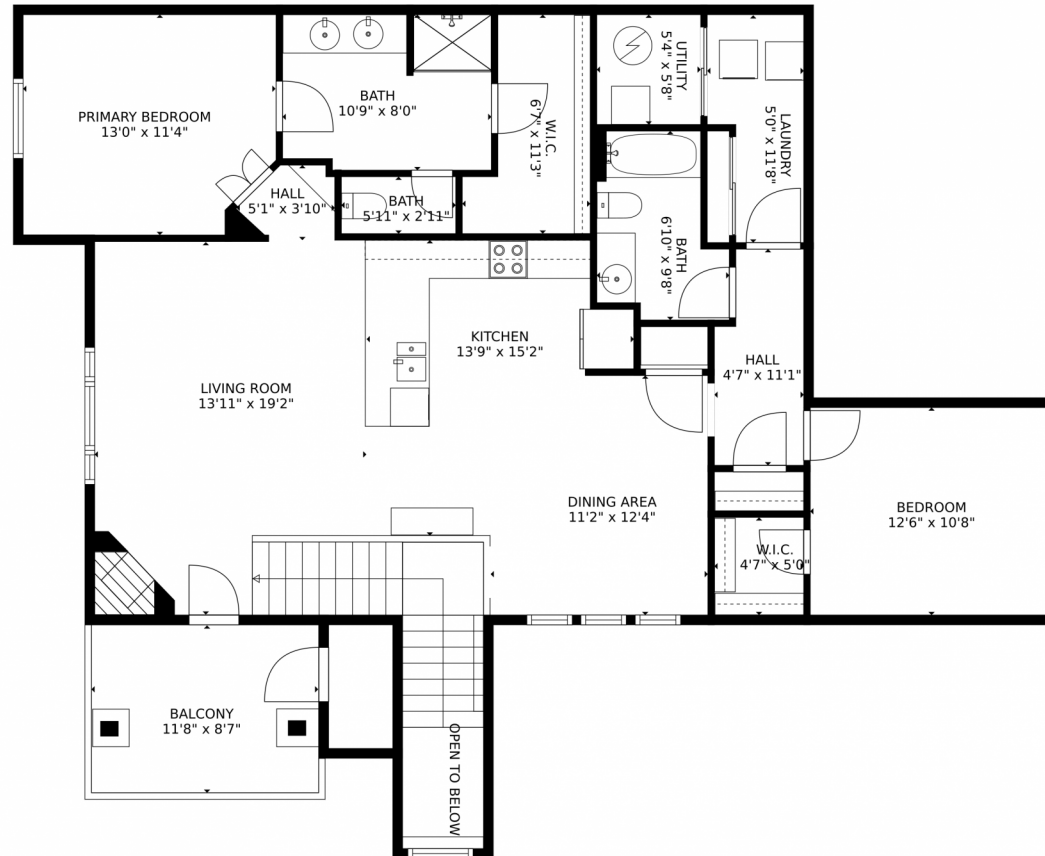 PRIMARY BEDROOM
13'0" x 11'4"
BATH
10'9" x 8'0"
W.I.C.
6'7" x 11'3"
UTILITY
5'4" x 5'8"
LAUNDRY
5'0" x 11'8"
HALL
5'1" x 3'10"
BATH
5'11" x 2'11"
BATH
6'10" x 9'8"
KITCHEN
13'9" x 15'2"
HALL
4'7" x 11'1"
LIVING ROOM
13'11" x 19'2"
DINING AREA
11'2" x 12'4"
BEDROOM
12'6" x 10'8"
W.I.C.
4'7" x 5'0"
BALCONY
11'8" x 8'7"
OPEN TO BELOW